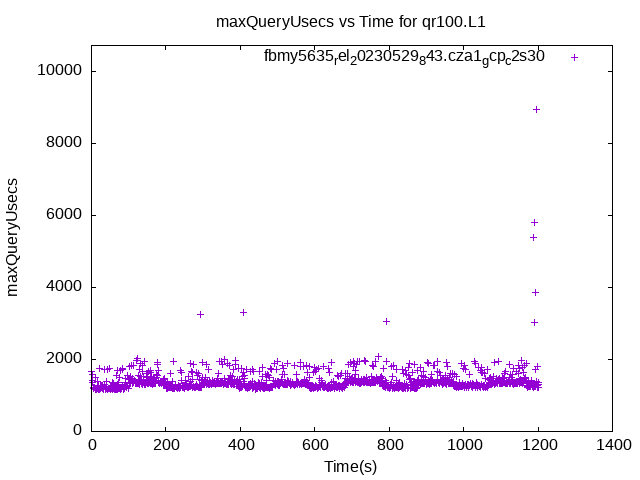 maxQueryUsecs vs Time for qr100.L1
fbmy5635rel20230529843.cza1gcpc2s30
10000
8000
6000
4000
2000
0
maxQueryUsecs
0 200 400 600 800 1000 1200 1400
Time(s)